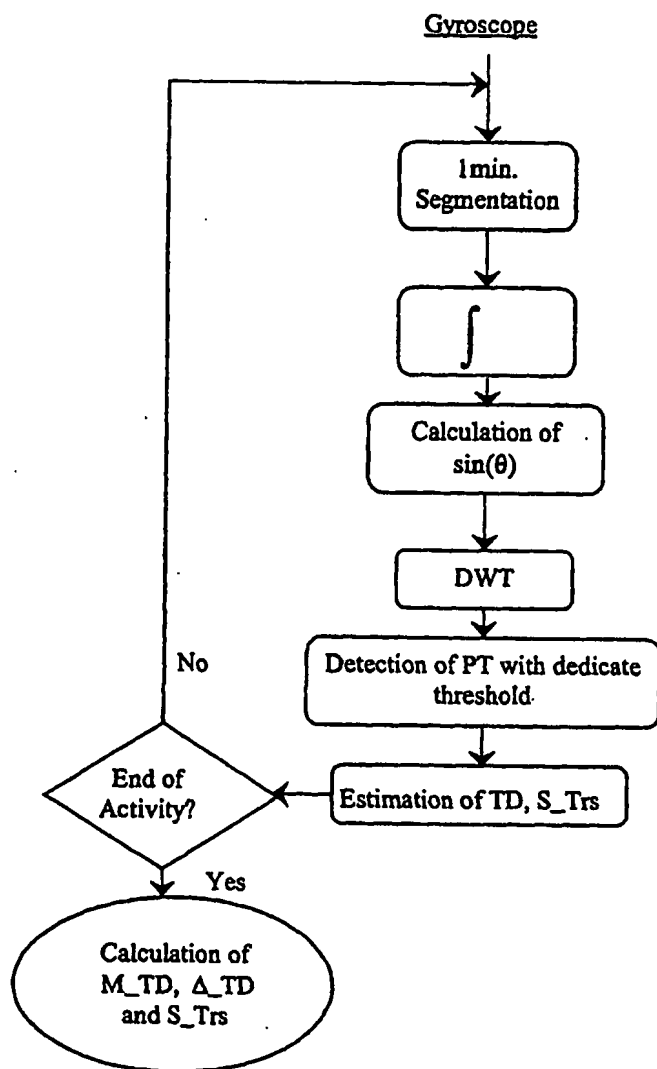 Gyroscope
1min.
Segmentation
∫
Calculation of
sin(θ)
DWT
Detection of PT with dedicate
threshold
Estimation of TD, S_Trs
End of
Activity?
No
Yes
Calculation of
M_TD, Δ_TD
and S_Trs